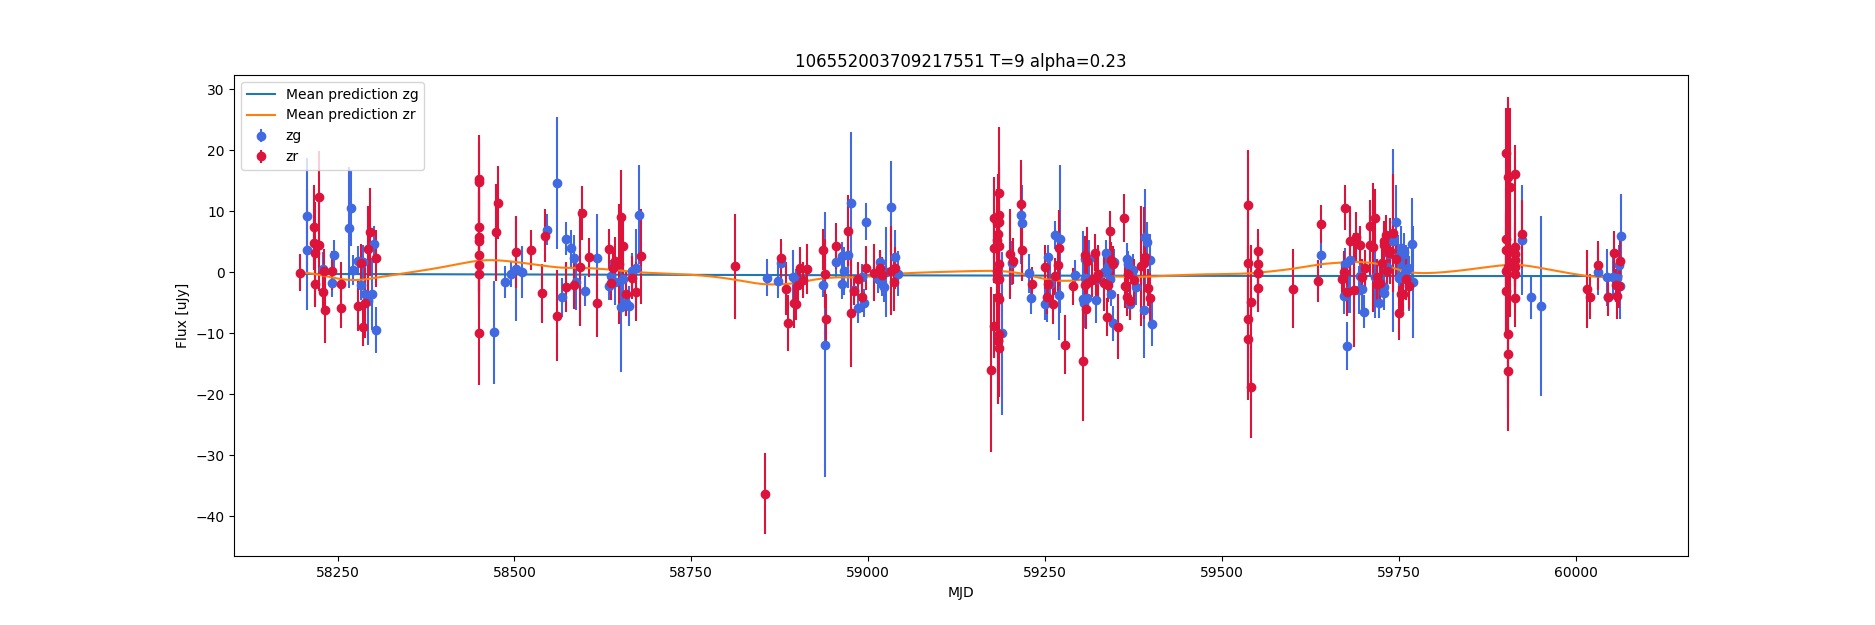 106552003709217551 T=9 alpha=0.23
Mean prediction zg
Mean prediction zr
zg
zr
30
20
10
0
−10
−20
−30
−40
Flux [uJy]
58250
58500
58750
59000
59250
59500
59750
60000
MJD